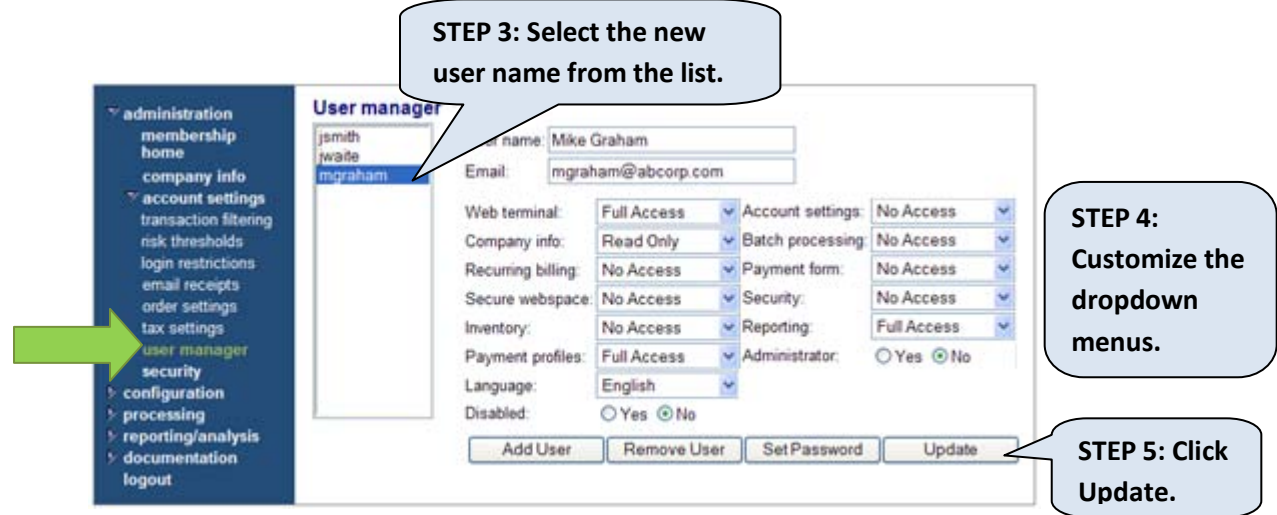 STEP 3: Select the new
user name from the list.
administration
membership
home
company info
account settings
transaction filtering
risk thresholds
login restrictions
email receipts
order settings
tax settings
user manager
security
configuration
processing
reporting/analysis
documentation
logout
User manager
jsmith
jwaite
mgraham
name: Mike Graham
Email: mgraham@abcorp.com
Web terminal: Full Access Account settings: No Access
Company info: Read Only Batch processing: No Access
Recurring billing: No Access Payment form: No Access
Secure webspace: No Access Security: No Access
Inventory: No Access Reporting: Full Access
Payment profiles: Full Access Administrator: Yes No
Language: English
Disabled: Yes No
Add User Remove User Set Password Update
STEP 4:
Customize the
dropdown
menus.
STEP 5: Click
Update.